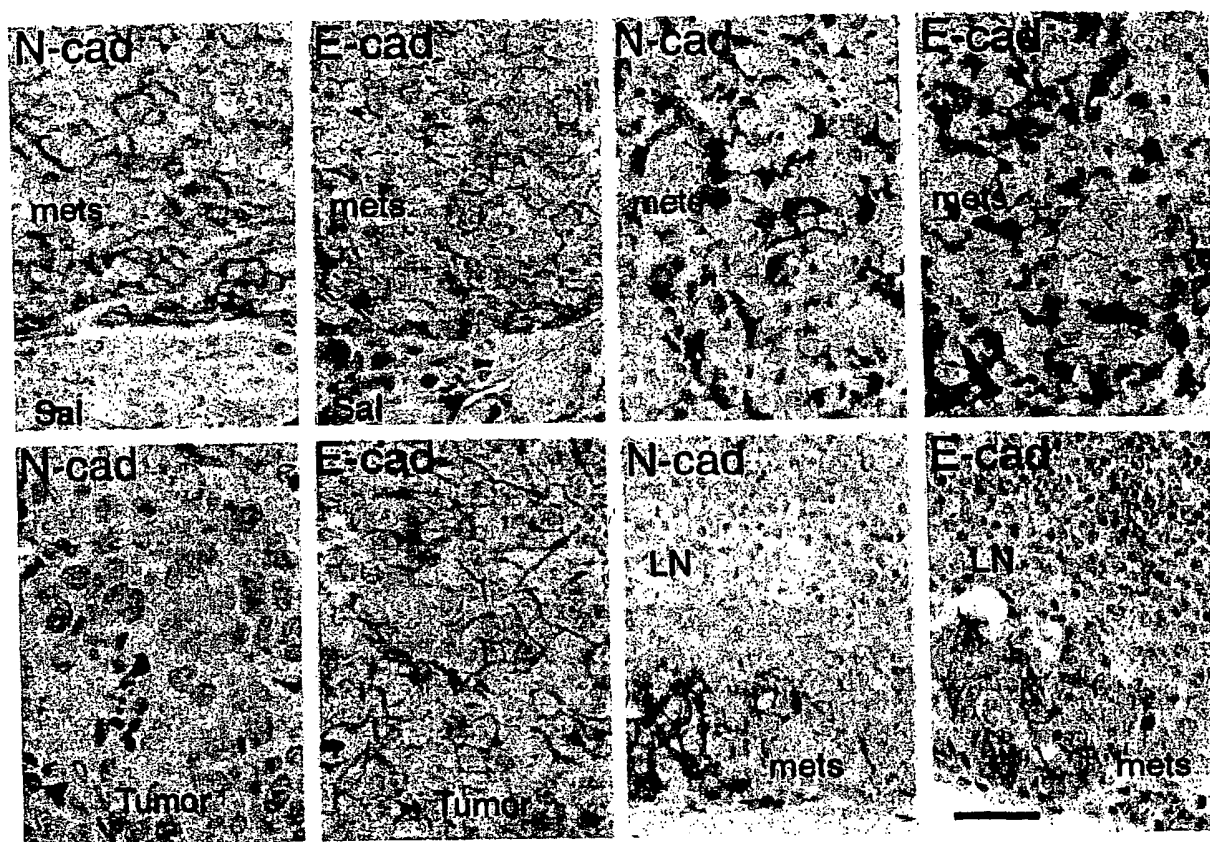 N-cad
E-cad
N-cad
E-cad
mets
mets
mets
mets
Sal
Sal
N-cad
E-cad
N-cad
E-cad
LN
LN
Tumor
Tumor
mets
mets